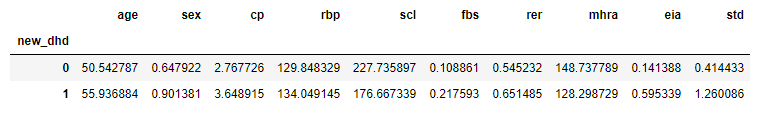 age sex cp rbp scl fbs rer mhra eia std
new_dhd
0 50.542787 0.647922 2.767726 129.848329 227.735897 0.108861 0.545232 148.737789 0.141388 0.414433
1 55.936884 0.901381 3.648915 134.049145 176.667339 0.217593 0.651485 128.298729 0.595339 1.260086